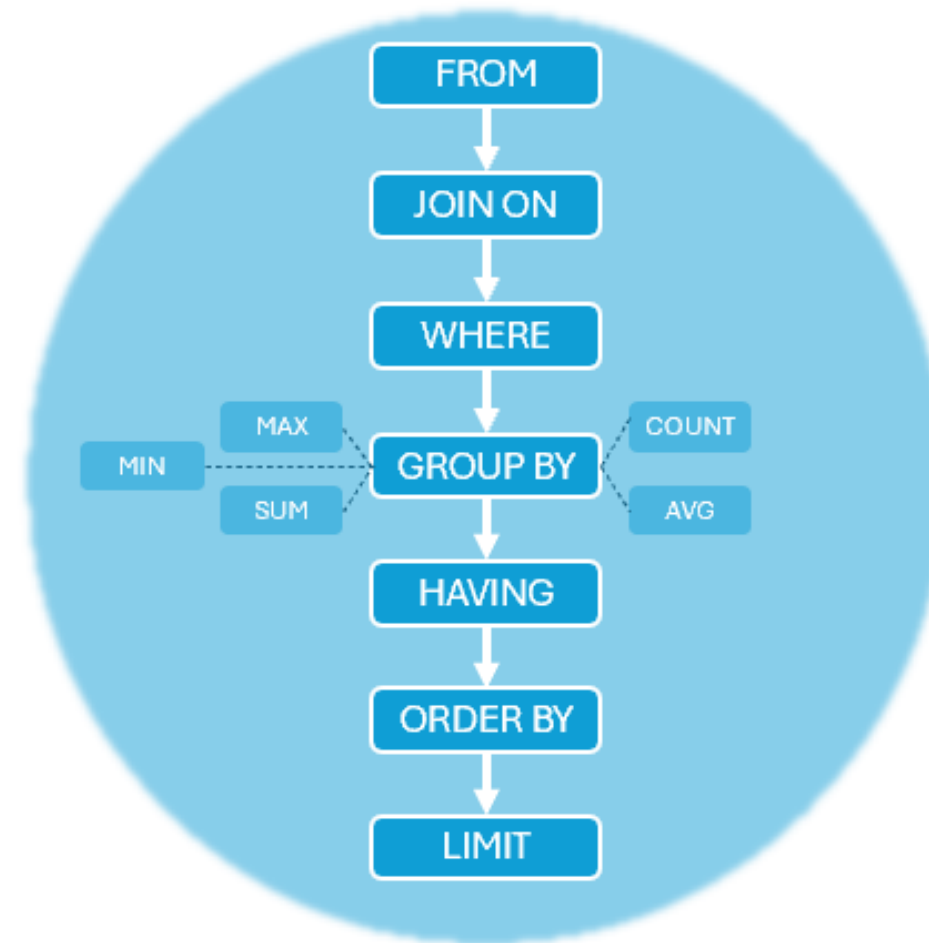 FROM
JOIN ON
WHERE
MAX
COUNT
MIN
GROUP BY
SUM
AVG
HAVING
ORDER BY
LIMIT